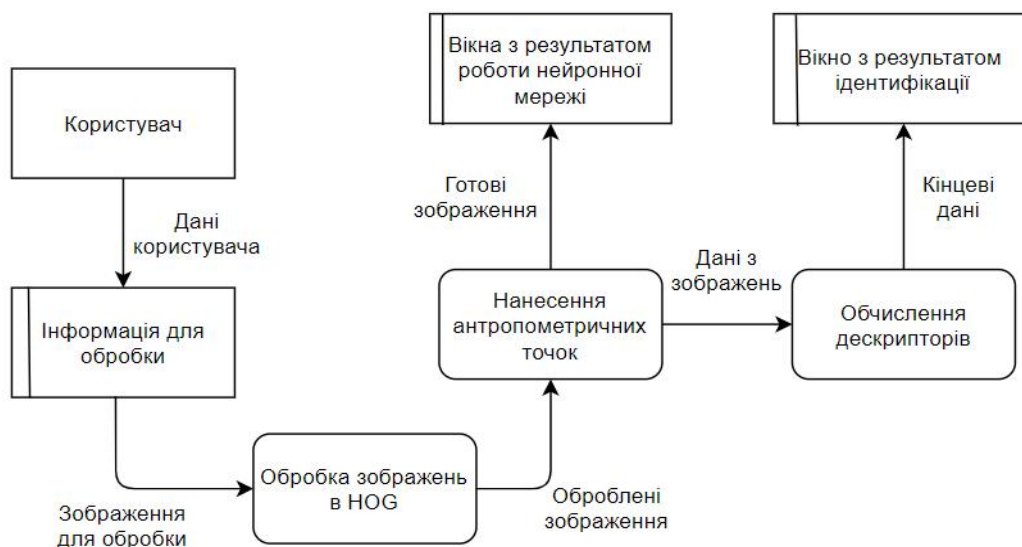 Користувач
Дані
користувача
Інформація для
обробки
Зображення
для обробки
Обробка зображень
в HOG
Оброблені
зображення
Нанесення
антропометричних
точок
Готові
зображення
Вікна з результатом
роботи нейронної
мережі
Дані з
зображень
Обчислення
дескрипторів
Кінцеві
дані
Вікно з результатом
ідентифікації